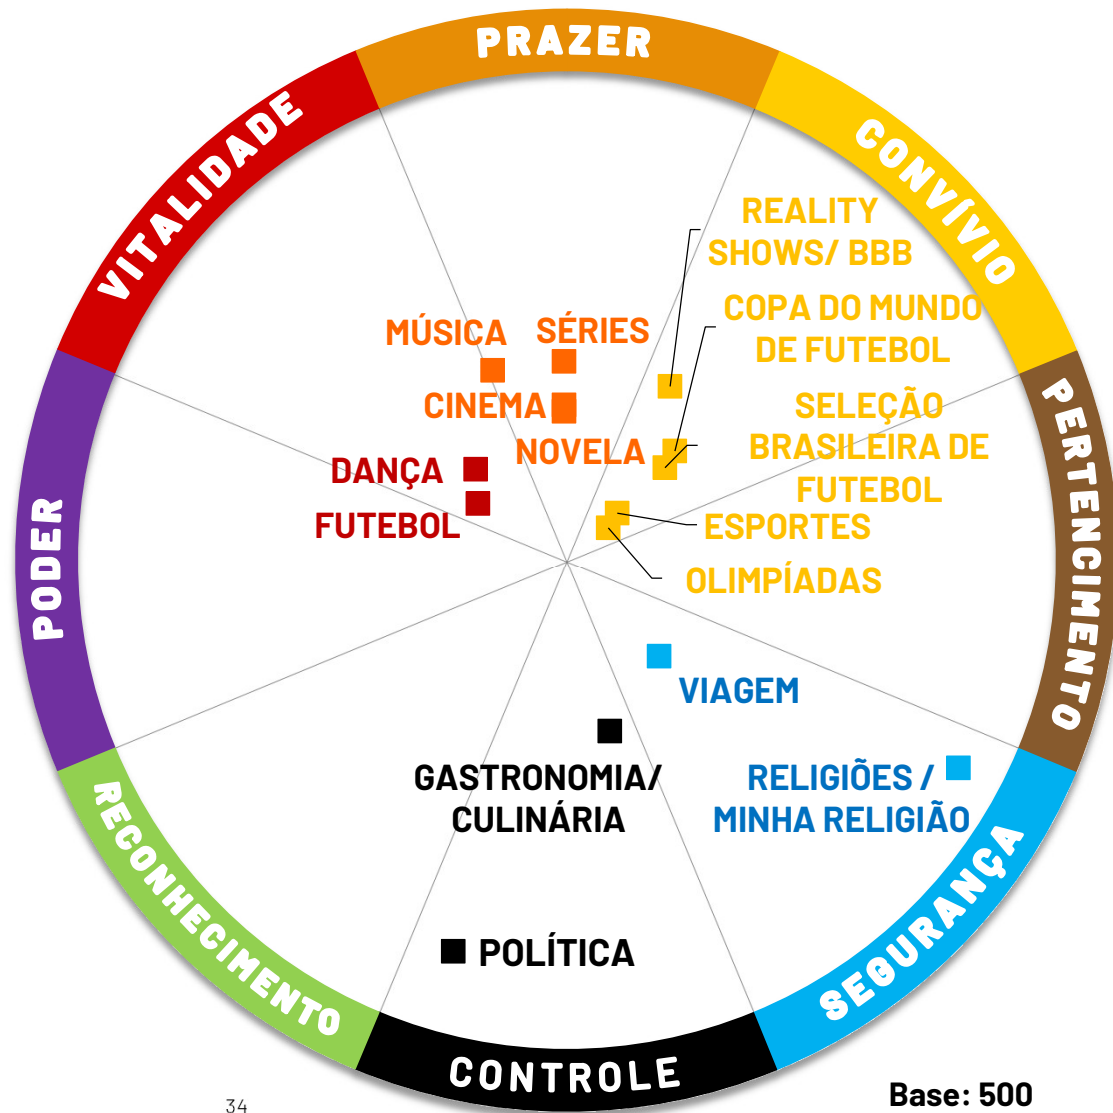 PRAZER
VITALIDADE
CONVÍVIO
REALITY
SHOWS/ BBB
COPA DO MUNDO
DE FUTEBOL
MÚSICA
SÉRIES
CINEMA
SELEÇÃO
BRASILEIRA DE
FUTEBOL
NOVELA
DANÇA
FUTEBOL
ESPORTES
OLIMPÍADAS
PERTENCIMENTO
PODER
VIAGEM
GASTRONOMIA/
CULINÁRIA
RELIGIÕES /
MINHA RELIGIÃO
RECONHECIMENTO
SEGURANÇA
POLÍTICA
CONTROLE
Base: 500
34